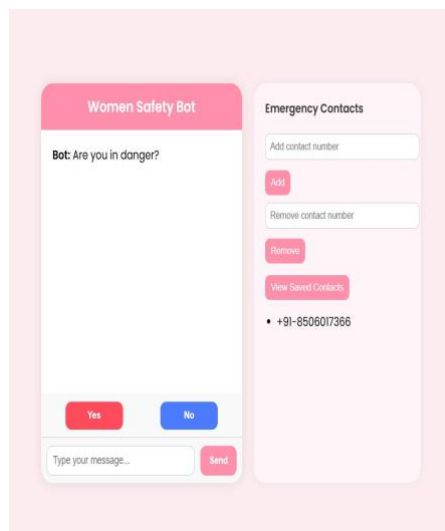 Women Safety Bot
Bot: Are you in danger?
Yes
No
Type your message...
Send
Emergency Contacts
Add contact number
Add
Remove contact number
Remove
View Saved Contacts
+91-8506017366